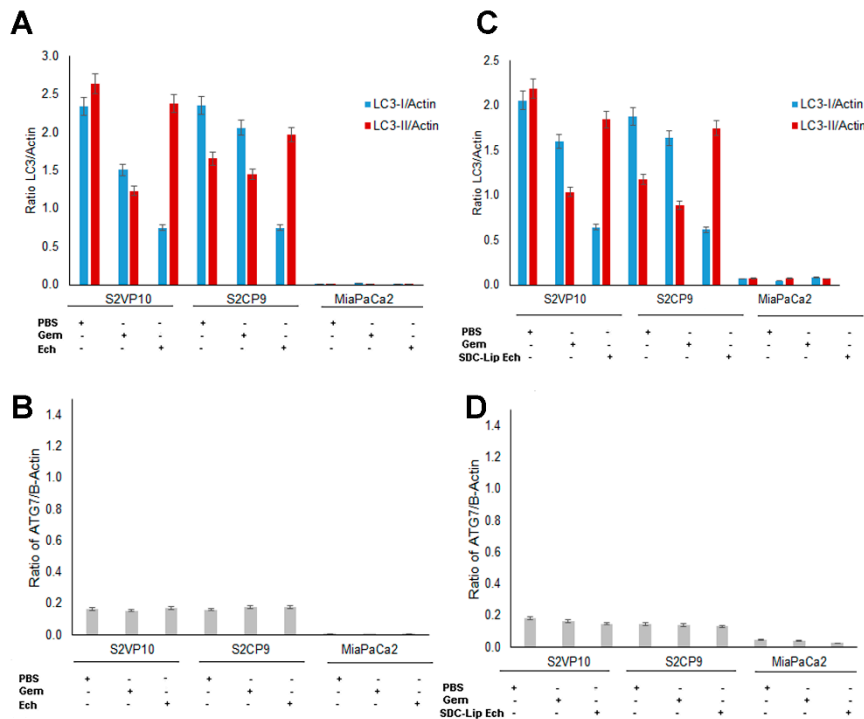 A
3.0
2.5
2.0
1.5
1.0
0.5
0.0
Ratio LC3/Actin
LC3-I/Actin
LC3-II/Actin
S2VP10 S2CP9 MiaPaCa2
PBS + - - + - - + - -
Gem - + - - + - - + -
Ech - - + - - + - - +
C
2.5
2.0
1.5
1.0
0.5
0.0
Ratio LC3/Actin
LC3-I/Actin
LC3-II/Actin
S2VP10 S2CP9 MiaPaCa2
PBS + - - + - - + - -
Gem - + - - + - - + -
SDC-Lip Ech - - + - - + - - +
B
1.4
1.2
1.0
0.8
0.6
0.4
0.2
0.0
Ratio of ATG7/B-Actin
S2VP10 S2CP9 MiaPaCa2
PBS + - - + - - + - -
Gem - + - - + - - + -
Ech - - + - - + - - +
D
1.4
1.2
1.0
0.8
0.6
0.4
0.2
0.0
Ratio of ATG7/B-Actin
S2VP10 S2CP9 MiaPaCa2
PBS + - - + - - + - -
Gem - + - - + - - + -
SDC-Lip Ech - - + - - + - - +